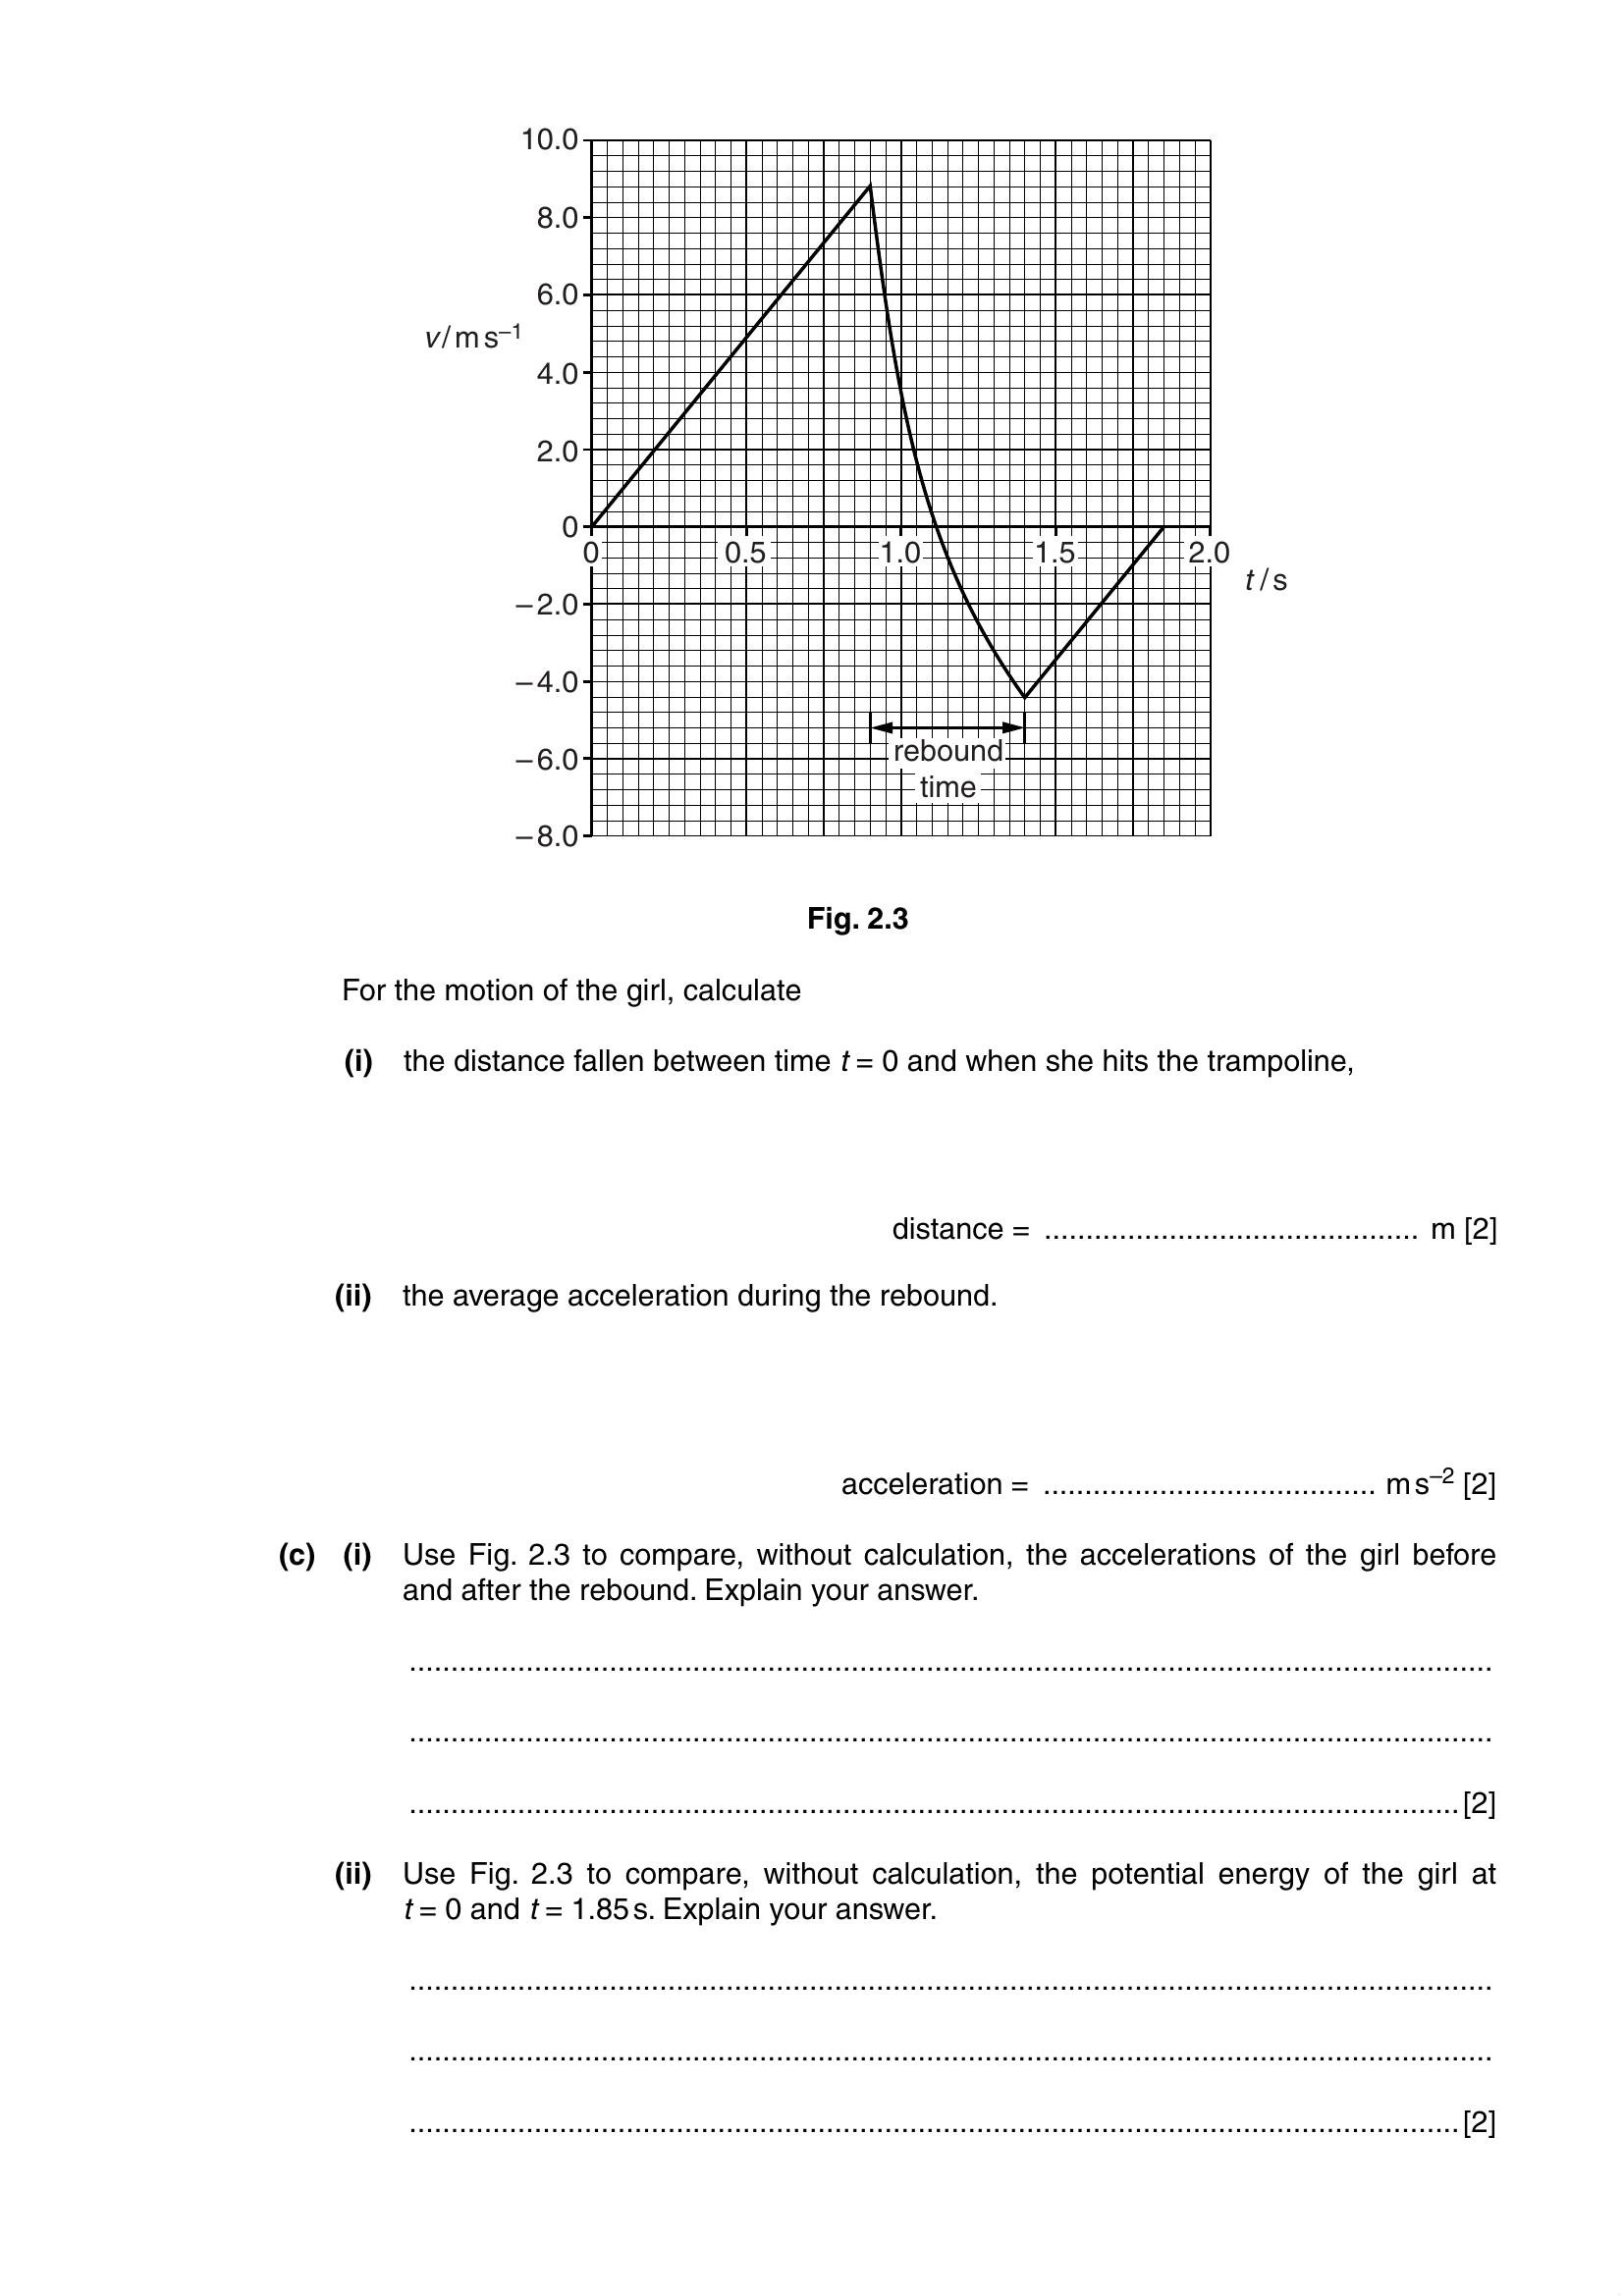 10.0
8.0
6.0
v / m s⁻¹
4.0
2.0
0
0 0.5 1.0 1.5 2.0
t / s
–2.0
–4.0
rebound
–6.0
time
–8.0
Fig. 2.3
For the motion of the girl, calculate
(i) the distance fallen between time t = 0 and when she hits the trampoline,
distance = ............................................. m [2]
(ii) the average acceleration during the rebound.
acceleration = ........................................ m s⁻² [2]
(c) (i) Use Fig. 2.3 to compare, without calculation, the accelerations of the girl before
and after the rebound. Explain your answer.
..................................................................................................................................
..................................................................................................................................
..............................................................................................................................[2]
(ii) Use Fig. 2.3 to compare, without calculation, the potential energy of the girl at
t = 0 and t = 1.85 s. Explain your answer.
..................................................................................................................................
..................................................................................................................................
..............................................................................................................................[2]